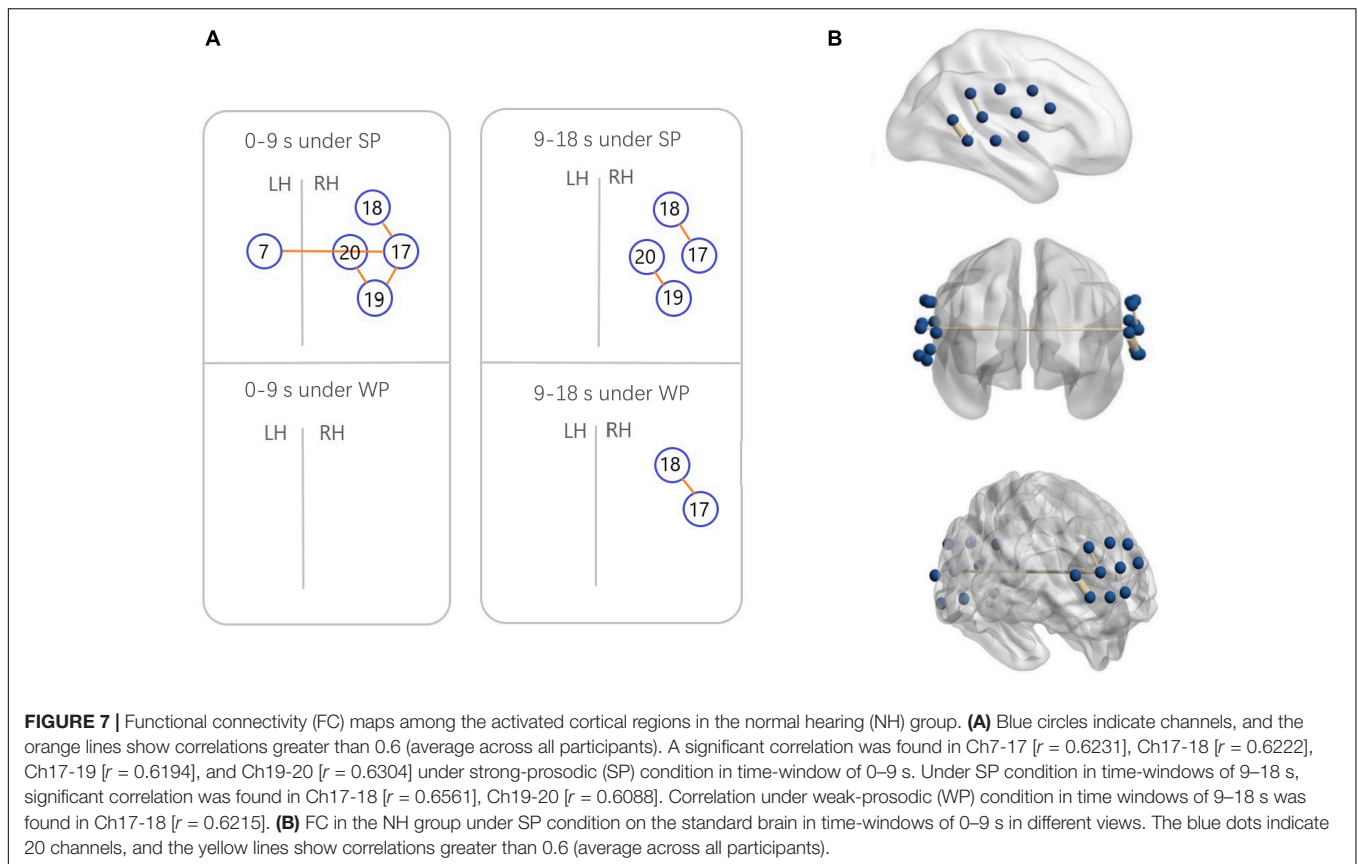 A
B
0-9 s under SP
LH RH
18
7
20
17
19
9-18 s under SP
LH RH
18
20
17
19
0-9 s under WP
LH RH
9-18 s under WP
LH RH
18
17
FIGURE 7 | Functional connectivity (FC) maps among the activated cortical regions in the normal hearing (NH) group. (A) Blue circles indicate channels, and the
orange lines show correlations greater than 0.6 (average across all participants). A significant correlation was found in Ch7-17 [r = 0.6231], Ch17-18 [r = 0.6222],
Ch17-19 [r = 0.6194], and Ch19-20 [r = 0.6304] under strong-prosodic (SP) condition in time-window of 0–9 s. Under SP condition in time-windows of 9–18 s,
significant correlation was found in Ch17-18 [r = 0.6561], Ch19-20 [r = 0.6088]. Correlation under weak-prosodic (WP) condition in time windows of 9–18 s was
found in Ch17-18 [r = 0.6215]. (B) FC in the NH group under SP condition on the standard brain in time-windows of 0–9 s in different views. The blue dots indicate
20 channels, and the yellow lines show correlations greater than 0.6 (average across all participants).